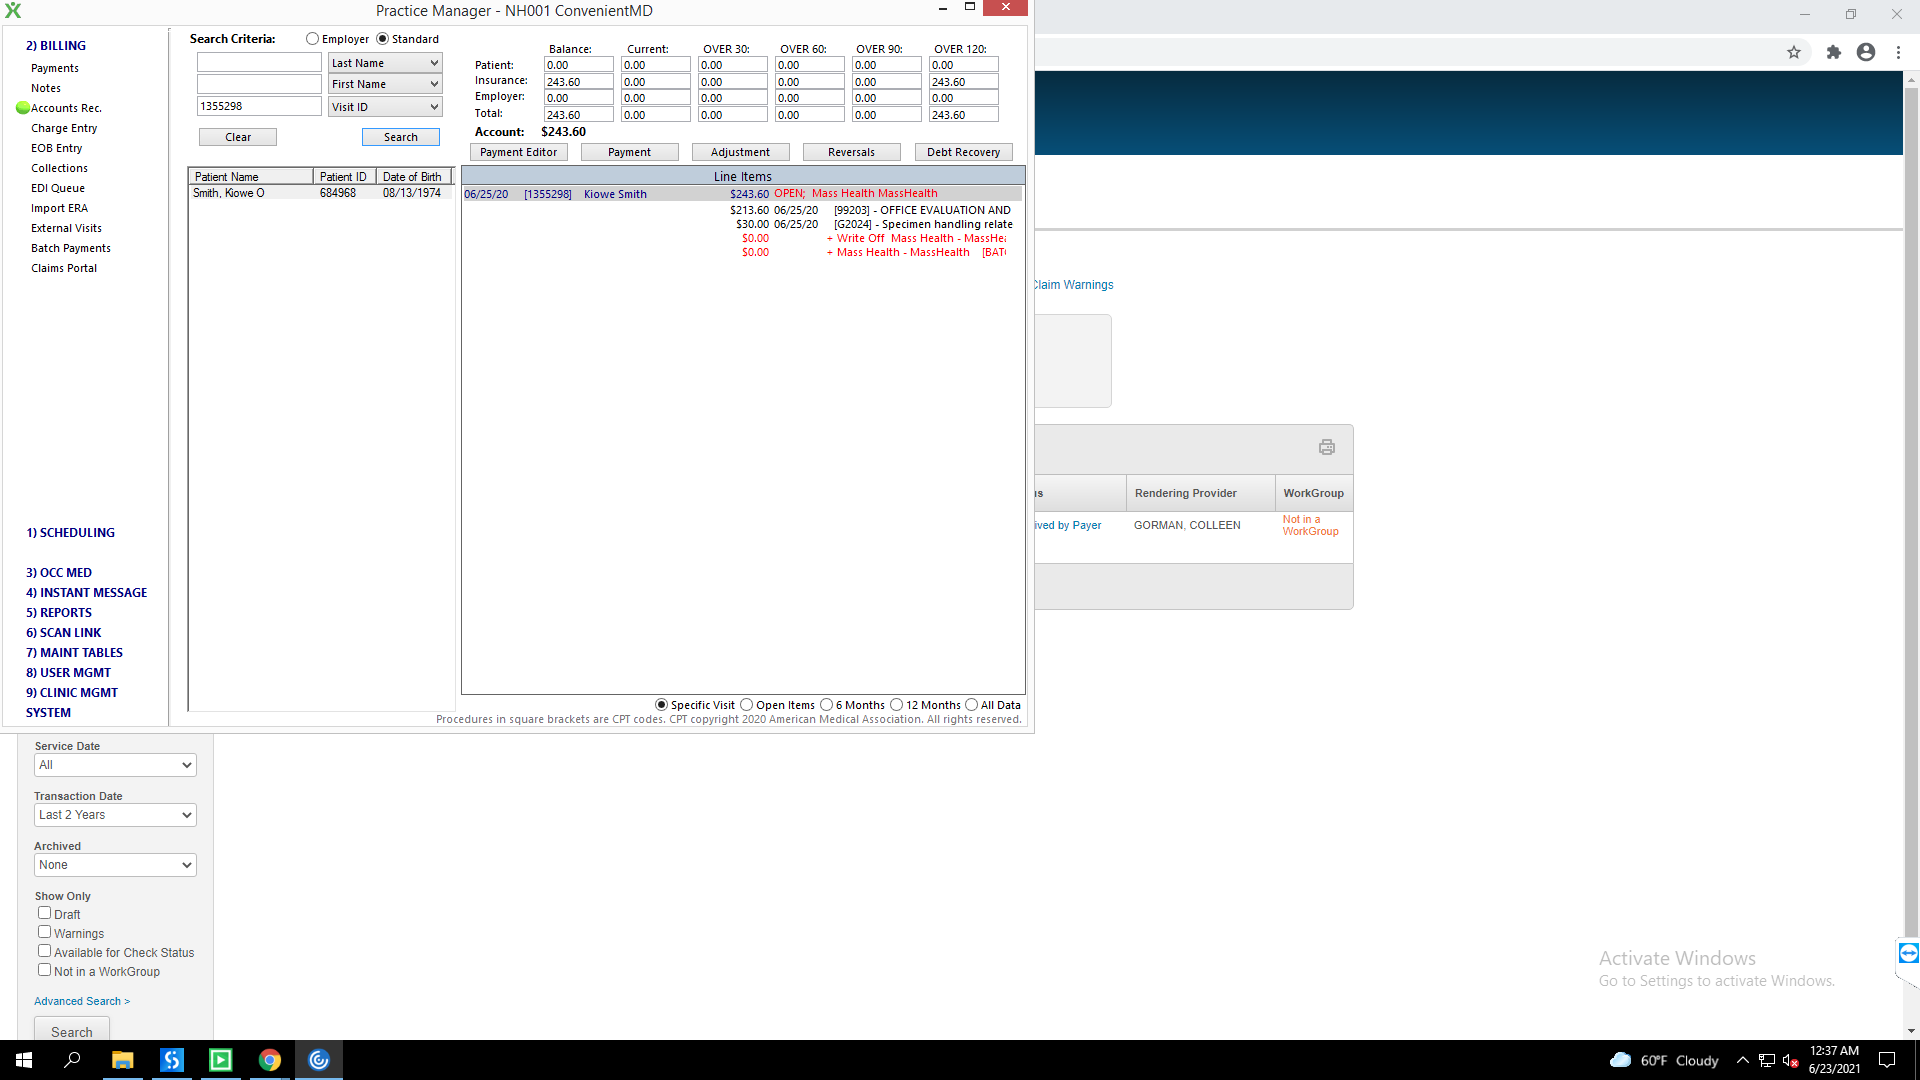 Practice Manager - NH001 ConvenientMD
2) BILLING
Payments
Notes
Accounts Rec.
Charge Entry
EOB Entry
Collections
EDI Queue
Import ERA
External Visits
Batch Payments
Claims Portal
1) SCHEDULING
3) OCC MED
4) INSTANT MESSAGE
5) REPORTS
6) SCAN LINK
7) MAINT TABLES
8) USER MGMT
9) CLINIC MGMT
SYSTEM
Search Criteria: Employer Standard
Last Name
First Name
1355298 Visit ID
Clear Search
Patient Name Patient ID Date of Birth
Smith, Kiowe O 684968 08/13/1974
Balance: Current: OVER 30: OVER 60: OVER 90: OVER 120:
Patient: 0.00 0.00 0.00 0.00 0.00 0.00
Insurance: 243.60 0.00 0.00 0.00 0.00 243.60
Employer: 0.00 0.00 0.00 0.00 0.00 0.00
Total: 243.60 0.00 0.00 0.00 0.00 243.60
Account: $243.60
Payment Editor Payment Adjustment Reversals Debt Recovery
Line Items
06/25/20 [1355298] Kiowe Smith $243.60 OPEN; Mass Health MassHealth
$213.60 06/25/20 [99203] - OFFICE EVALUATION AND
$30.00 06/25/20 [G2024] - Specimen handling relate
$0.00 + Write Off Mass Health - MassHea
$0.00 + Mass Health - MassHealth [BAT
Specific Visit Open Items 6 Months 12 Months All Data
Procedures in square brackets are CPT codes. CPT copyright 2020 American Medical Association. All rights reserved.
Claim Warnings
us Rendering Provider WorkGroup
ived by Payer GORMAN, COLLEEN Not in a
WorkGroup
Service Date
All
Transaction Date
Last 2 Years
Archived
None
Show Only
Draft
Warnings
Available for Check Status
Not in a WorkGroup
Advanced Search >
Search
Activate Windows
Go to Settings to activate Windows.
60°F Cloudy
12:37 AM
6/23/2021